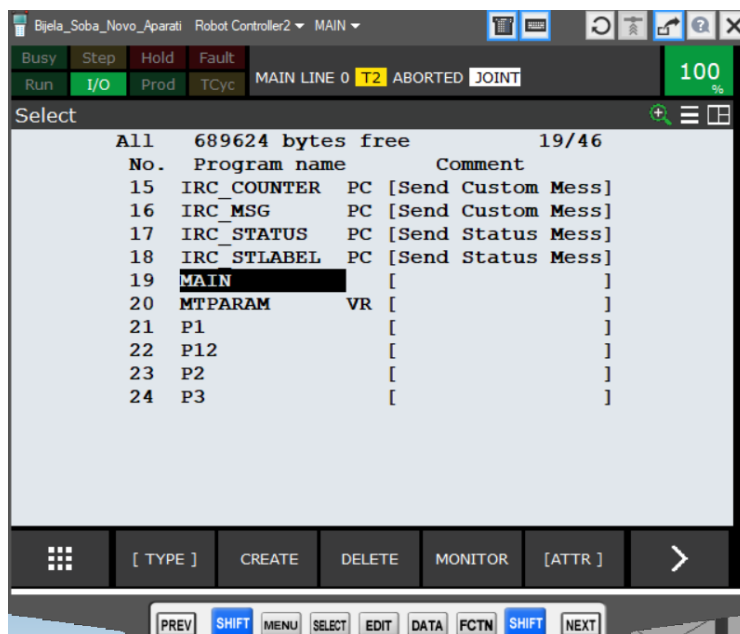 Bijela_Soba_Novo_Aparati Robot Controller2 MAIN
Busy Step Hold Fault
Run I/O Prod TCyc MAIN LINE 0 T2 ABORTED JOINT 100 %
Select
All 689624 bytes free 19/46
No. Program name Comment
15 IRC_COUNTER PC [Send Custom Mess]
16 IRC_MSG PC [Send Custom Mess]
17 IRC_STATUS PC [Send Status Mess]
18 IRC_STLABEL PC [Send Status Mess]
19 MAIN [ ]
20 MTPARAM VR [ ]
21 P1 [ ]
22 P12 [ ]
23 P2 [ ]
24 P3 [ ]
[ TYPE ] CREATE DELETE MONITOR [ATTR ] >
PREV SHIFT MENU SELECT EDIT DATA FCTN SHIFT NEXT